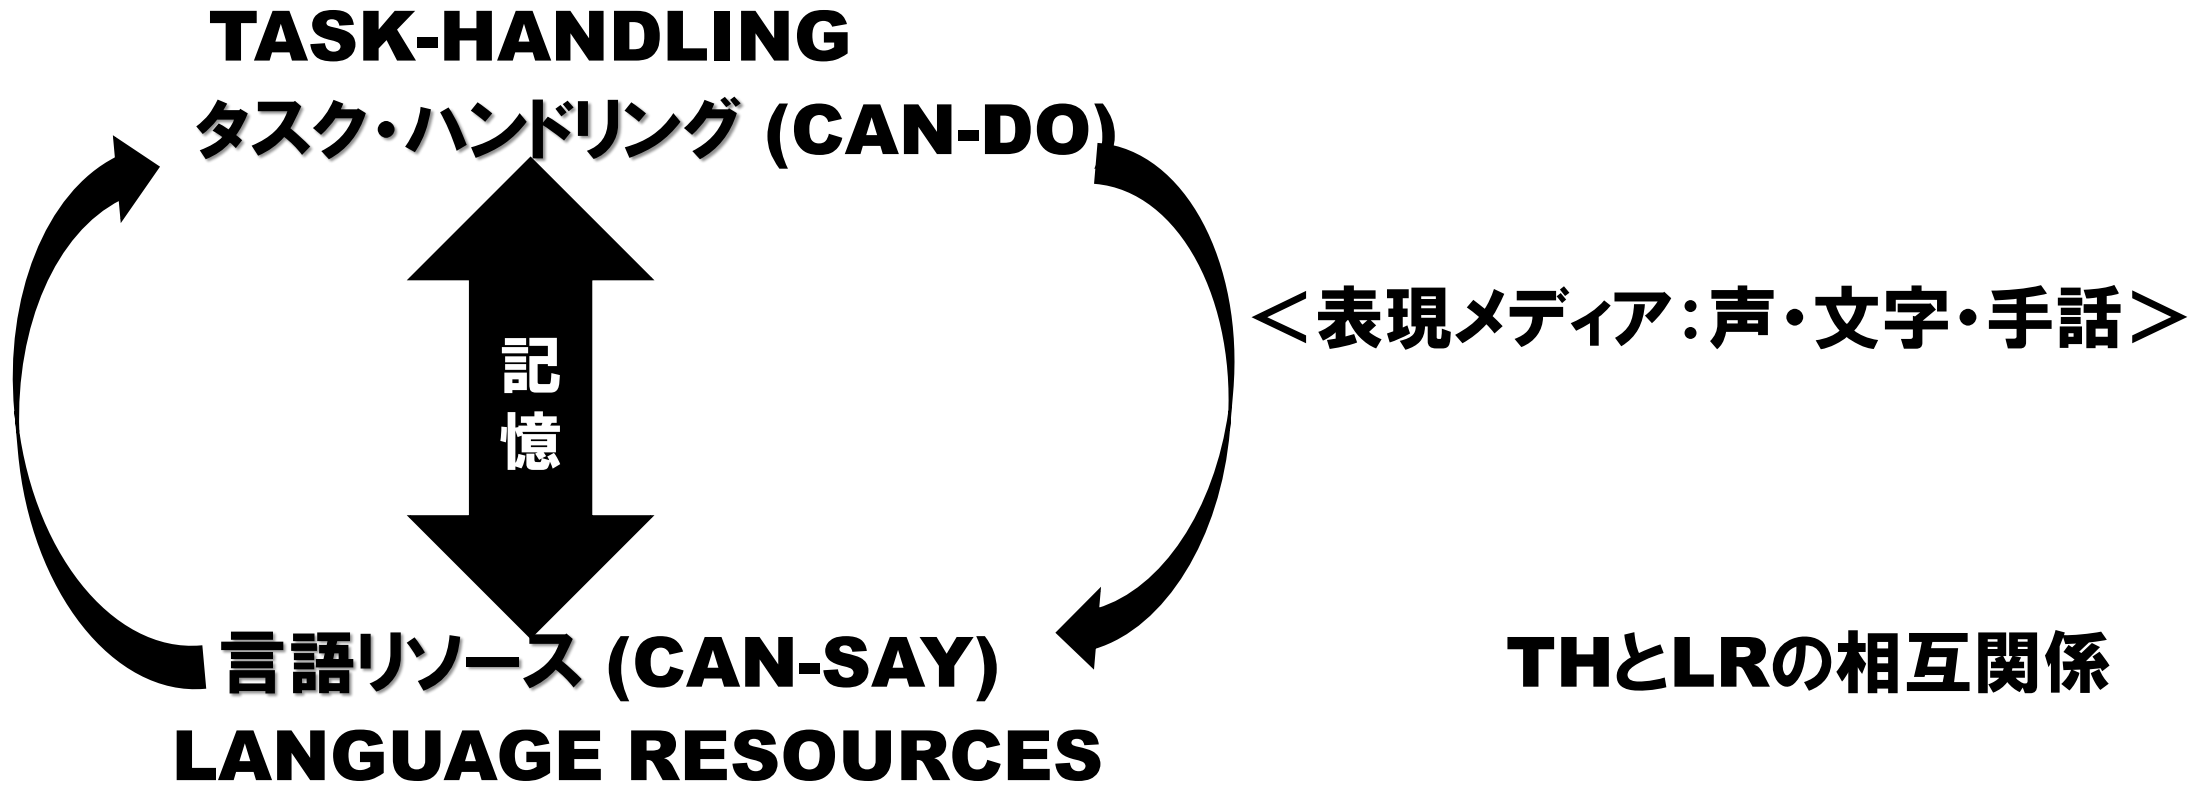 TASK-HANDLING
タスク・ハンドリング (CAN-DO)
記憶
＜表現メディア：声・文字・手話＞
言語リソース (CAN-SAY)
LANGUAGE RESOURCES
THとLRの相互関係